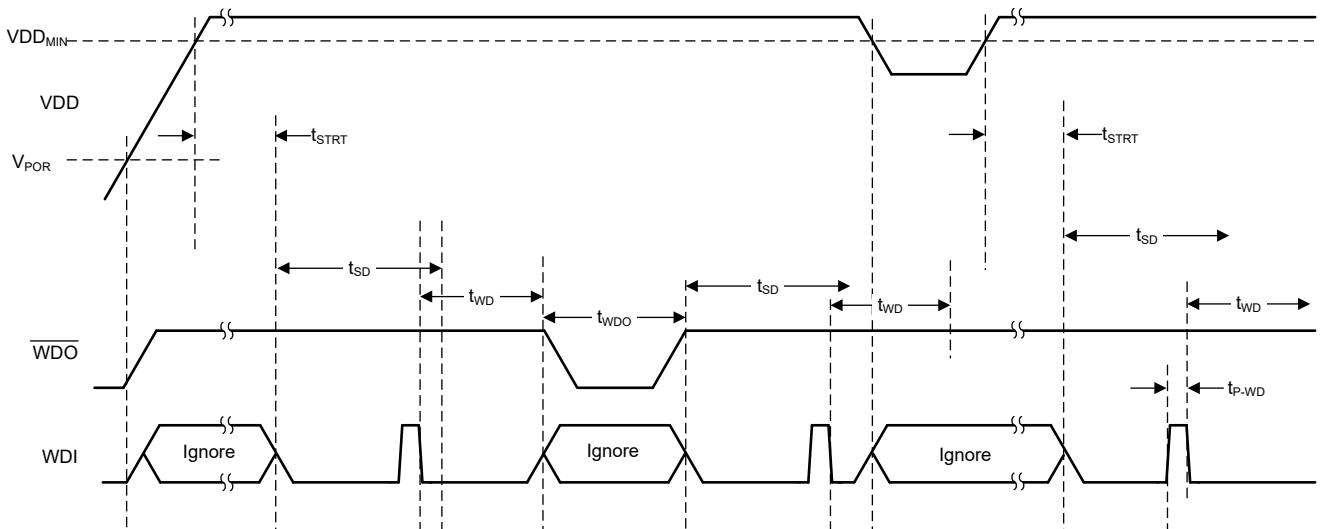 VDD_MIN
VDD
t_STRT
t_STRT
V_POR
t_SD
t_SD
t_WD
t_SD
t_WDO
t_WD
t_WD
WDO
t_P-WD
WDI
Ignore
Ignore
Ignore